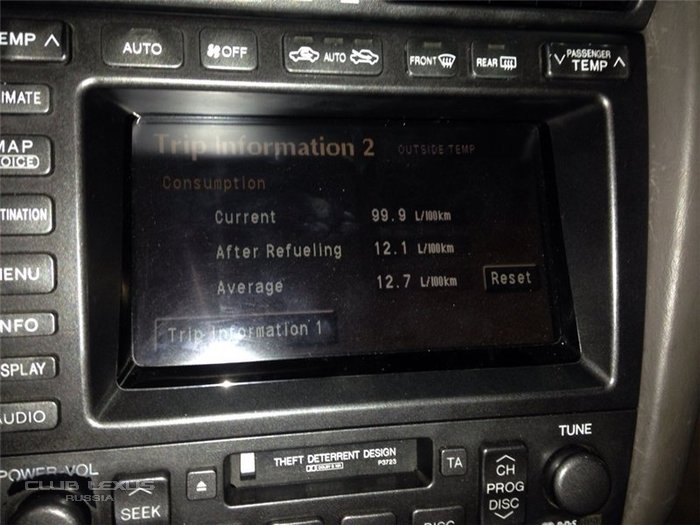 TEMP
AUTO
OFF
AUTO
FRONT
REAR
PASSENGER
TEMP
IMATE
MAP
VOICE
TINATION
MENU
INFO
SPLAY
AUDIO
Trip Information 2 OUTSIDE TEMP
Consumption
Current 99.9 L/100km
After Refueling 12.1 L/100km
Average 12.7 L/100km Reset
Trip Information 1
POWER-VOL
SEEK
THEFT DETERRENT DESIGN
P3723
TA
CH
PROG
DISC
TUNE
CLUB LEXUS
RUSSIA